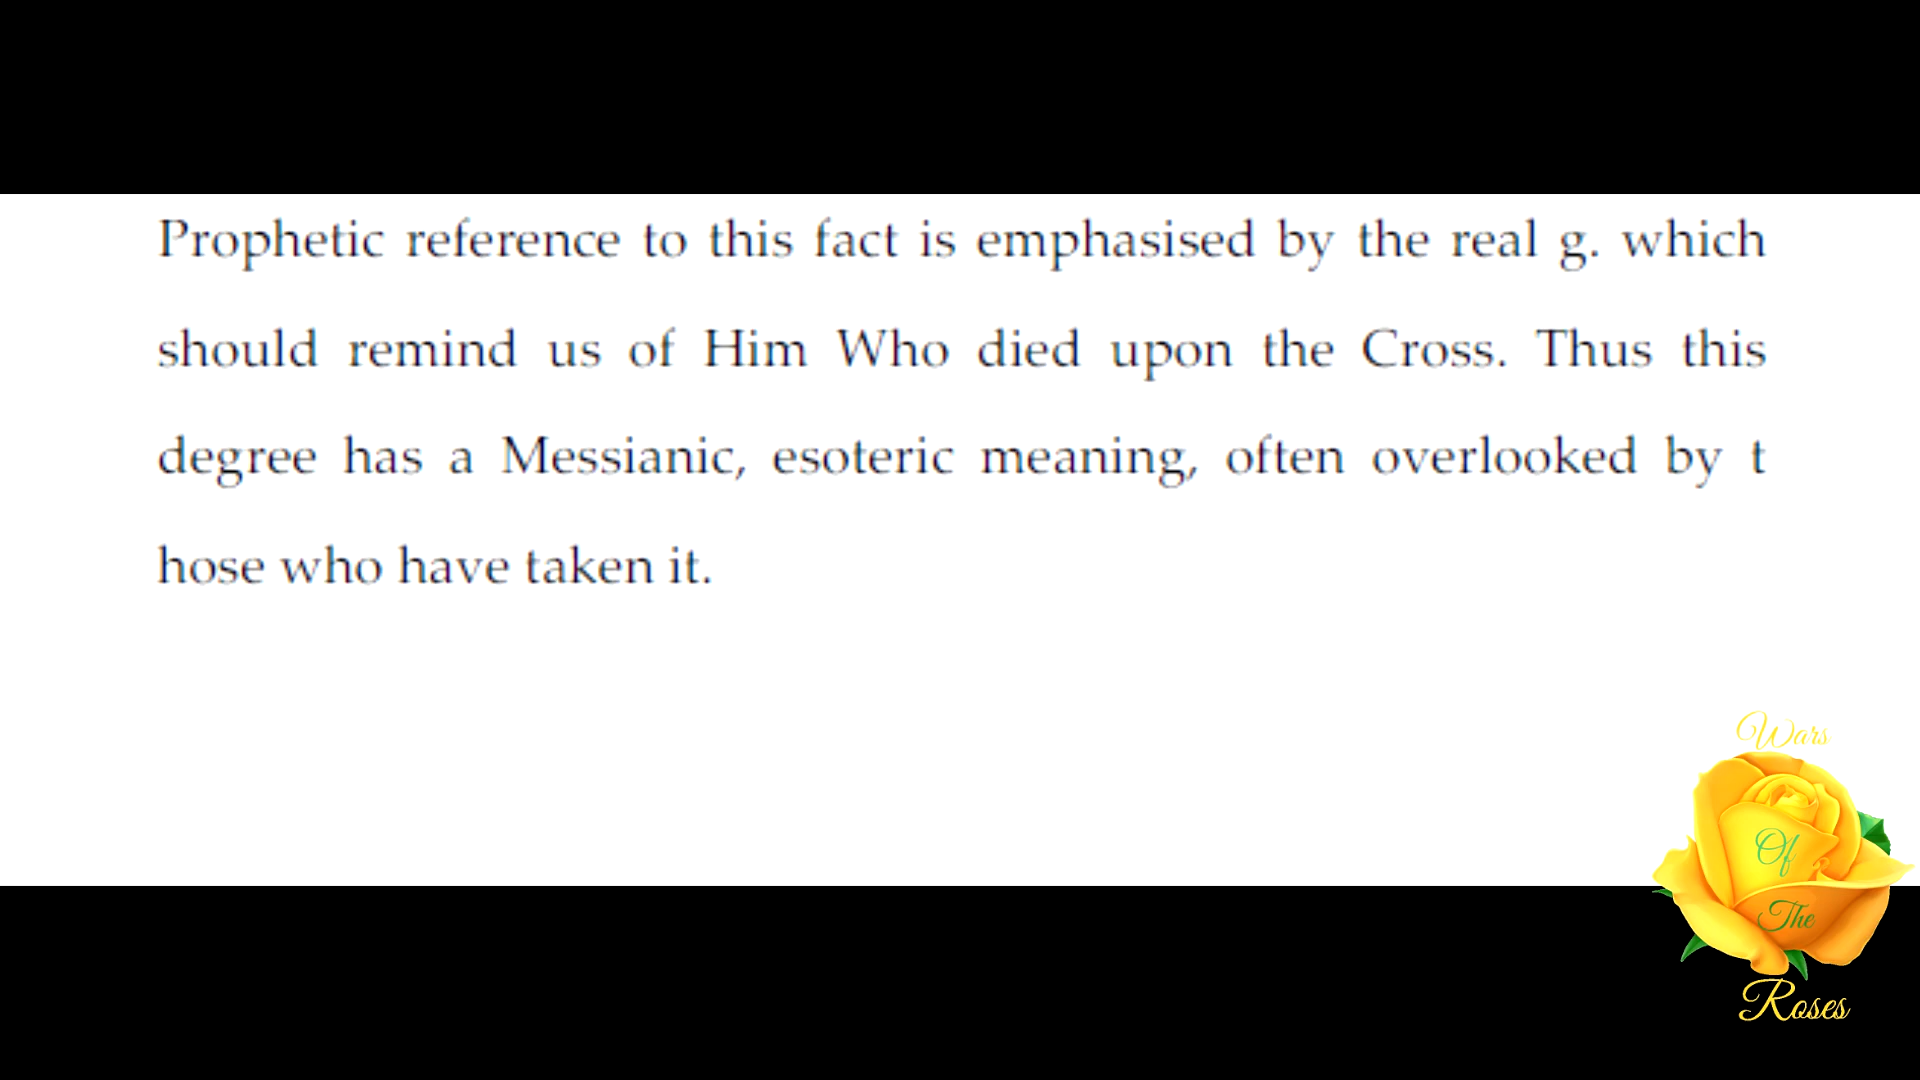 Prophetic reference to this fact is emphasised by the real g. which
should remind us of Him Who died upon the Cross. Thus this
degree has a Messianic, esoteric meaning, often overlooked by t
hose who have taken it.
Wars
Of
The
Roses